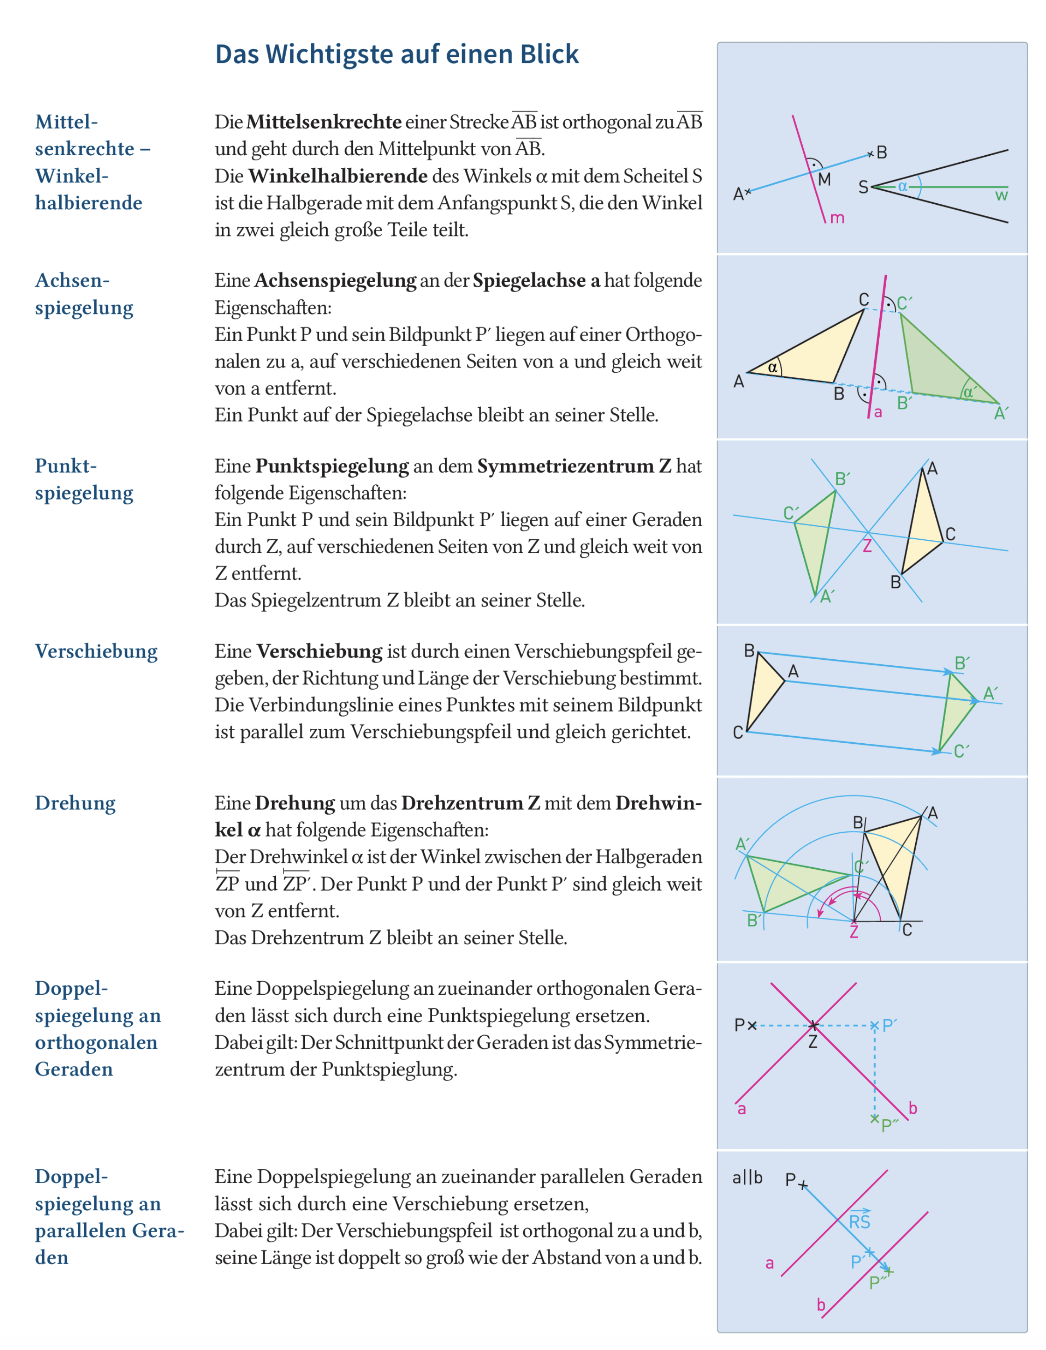 Das Wichtigste auf einen Blick
Mittel-
senkrechte –
Winkel-
halbierende
Die Mittelsenkrechte einer Strecke AB ist orthogonal zu AB
und geht durch den Mittelpunkt von AB.
Die Winkelhalbierende des Winkels α mit dem Scheitel S
ist die Halbgerade mit dem Anfangspunkt S, die den Winkel
in zwei gleich große Teile teilt.
A B M m S α w
Achsen-
spiegelung
Eine Achsenspiegelung an der Spiegelachse a hat folgende
Eigenschaften:
Ein Punkt P und sein Bildpunkt P′ liegen auf einer Orthogo-
nalen zu a, auf verschiedenen Seiten von a und gleich weit
von a entfernt.
Ein Punkt auf der Spiegelachse bleibt an seiner Stelle.
C C′ A α B a B′ α′ A′
Punkt-
spiegelung
Eine Punktspiegelung an dem Symmetriezentrum Z hat
folgende Eigenschaften:
Ein Punkt P und sein Bildpunkt P′ liegen auf einer Geraden
durch Z, auf verschiedenen Seiten von Z und gleich weit von
Z entfernt.
Das Spiegelzentrum Z bleibt an seiner Stelle.
A B′ C′ Z C B A′
Verschiebung
Eine Verschiebung ist durch einen Verschiebungspfeil ge-
geben, der Richtung und Länge der Verschiebung bestimmt.
Die Verbindungslinie eines Punktes mit seinem Bildpunkt
ist parallel zum Verschiebungspfeil und gleich gerichtet.
B A B′ A′ C C′
Drehung
Eine Drehung um das Drehzentrum Z mit dem Drehwin-
kel α hat folgende Eigenschaften:
Der Drehwinkel α ist der Winkel zwischen der Halbgeraden
ZP und ZP′. Der Punkt P und der Punkt P′ sind gleich weit
von Z entfernt.
Das Drehzentrum Z bleibt an seiner Stelle.
B A A′ C′ B′ Z C
Doppel-
spiegelung an
orthogonalen
Geraden
Eine Doppelspiegelung an zueinander orthogonalen Gera-
den lässt sich durch eine Punktspiegelung ersetzen.
Dabei gilt: Der Schnittpunkt der Geraden ist das Symmetrie-
zentrum der Punktspieglung.
P P′ Z a b P″
Doppel-
spiegelung an
parallelen Gera-
den
Eine Doppelspiegelung an zueinander parallelen Geraden
lässt sich durch eine Verschiebung ersetzen,
Dabei gilt: Der Verschiebungspfeil ist orthogonal zu a und b,
seine Länge ist doppelt so groß wie der Abstand von a und b.
a||b P RS a P′ P″ b